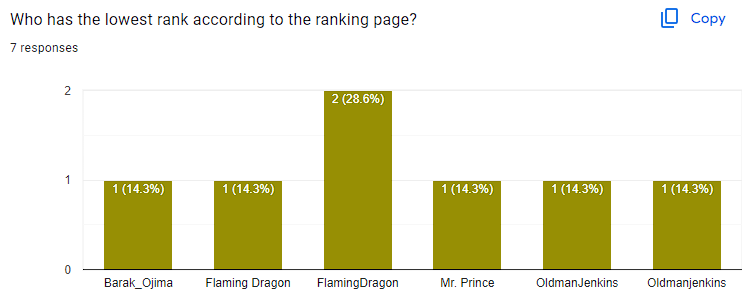 Who has the lowest rank according to the ranking page?
Copy
7 responses
2
1
0
1 (14.3%)
1 (14.3%)
2 (28.6%)
1 (14.3%)
1 (14.3%)
1 (14.3%)
Barak_Ojima
Flaming Dragon
FlamingDragon
Mr. Prince
OldmanJenkins
Oldmanjenkins